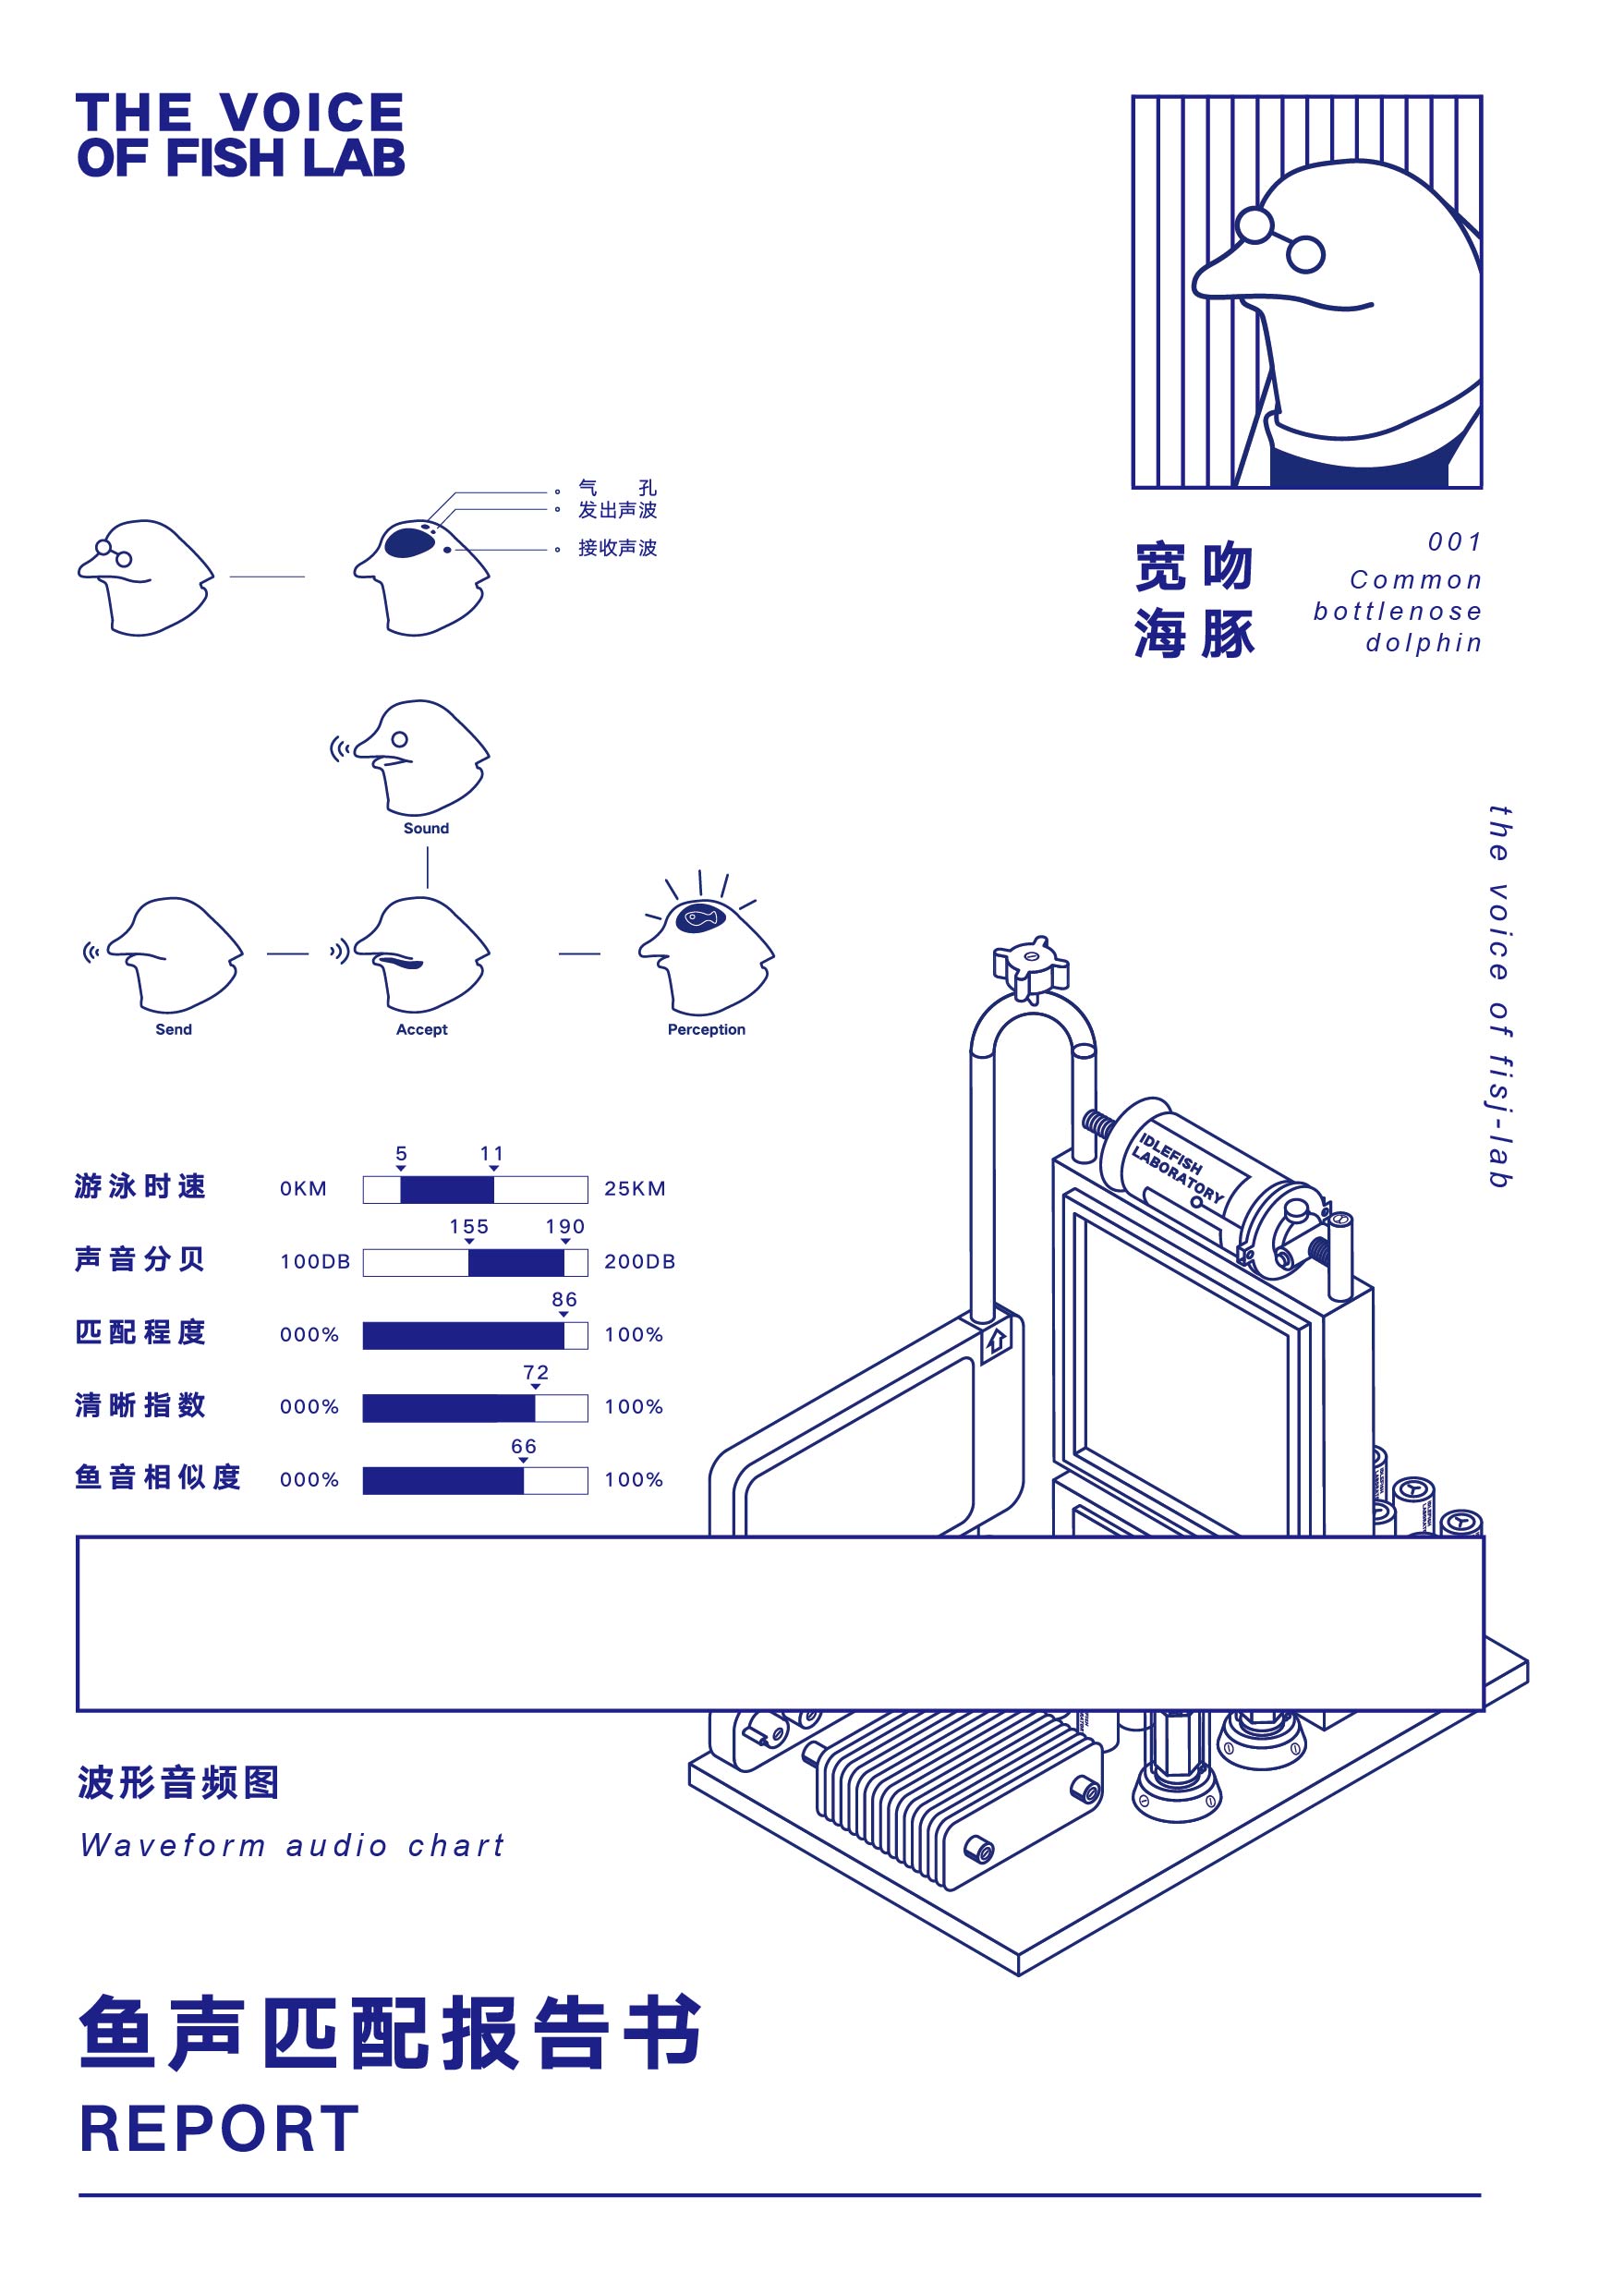 THE VOICE
OF FISH LAB
气 孔
发出声波
接收声波
宽吻
海豚
001
Common
bottlenose
dolphin
Sound
Send
Accept
Perception
the voice of fisj-lab
IDLEFISH
LABORATORY
5 11
游泳时速 0KM 25KM
155 190
声音分贝 100DB 200DB
86
匹配程度 000% 100%
72
清晰指数 000% 100%
66
鱼音相似度 000% 100%
波形音频图
Waveform audio chart
鱼声匹配报告书
REPORT